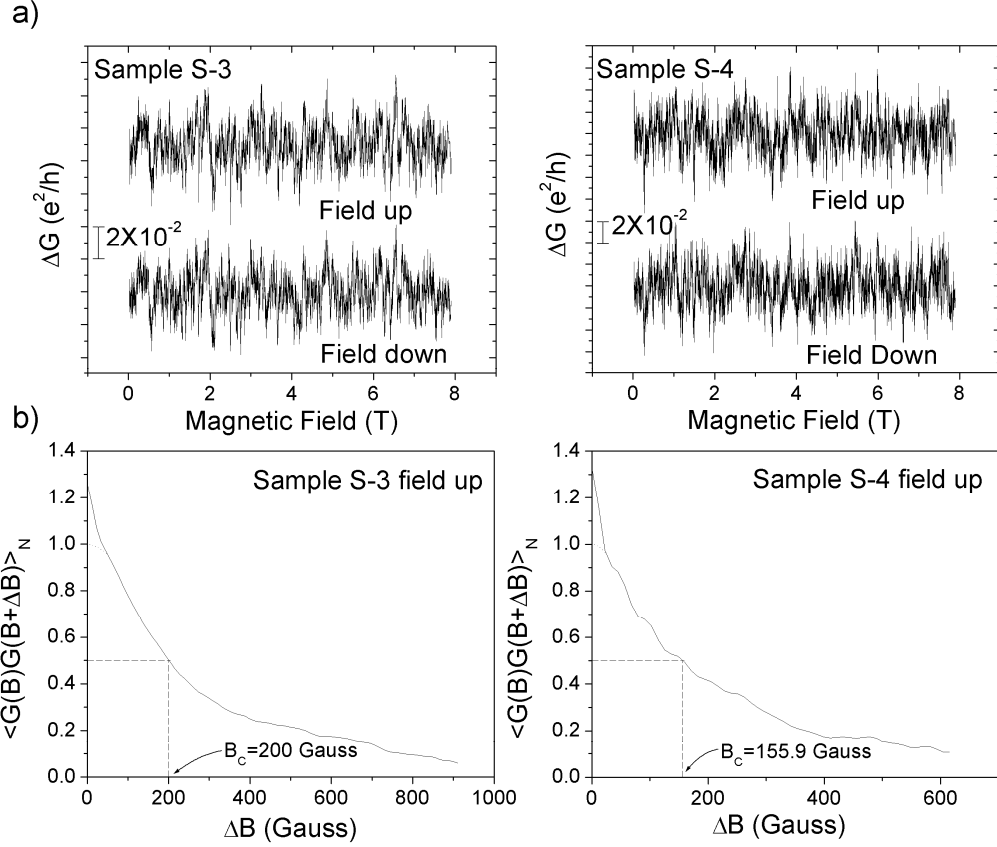 a)
Sample S-3
Field up
2X10⁻²
Field down
ΔG (e²/h)
0 2 4 6 8
Magnetic Field (T)
Sample S-4
Field up
2X10⁻²
Field Down
ΔG (e²/h)
0 2 4 6 8
Magnetic Field (T)
b)
Sample S-3 field up
1.4
1.2
1.0
0.8
0.6
0.4
0.2
0.0
<G(B)G(B+ΔB)>N
BC=200 Gauss
0 200 400 600 800 1000
ΔB (Gauss)
Sample S-4 field up
1.4
1.2
1.0
0.8
0.6
0.4
0.2
0.0
<G(B)G(B+ΔB)>N
BC=155.9 Gauss
0 200 400 600
ΔB (Gauss)